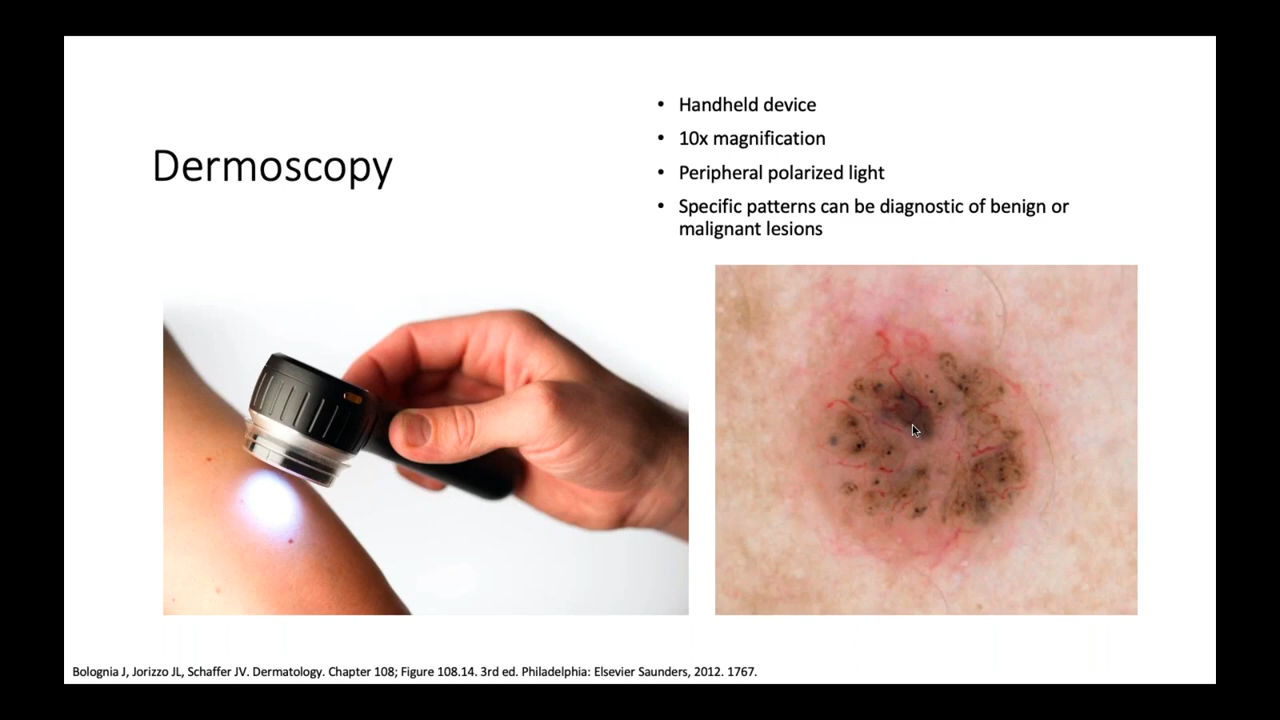 Dermoscopy
• Handheld device
• 10x magnification
• Peripheral polarized light
• Specific patterns can be diagnostic of benign or
malignant lesions
Bolognia J, Jorizzo JL, Schaffer JV. Dermatology. Chapter 108; Figure 108.14. 3rd ed. Philadelphia: Elsevier Saunders, 2012. 1767.